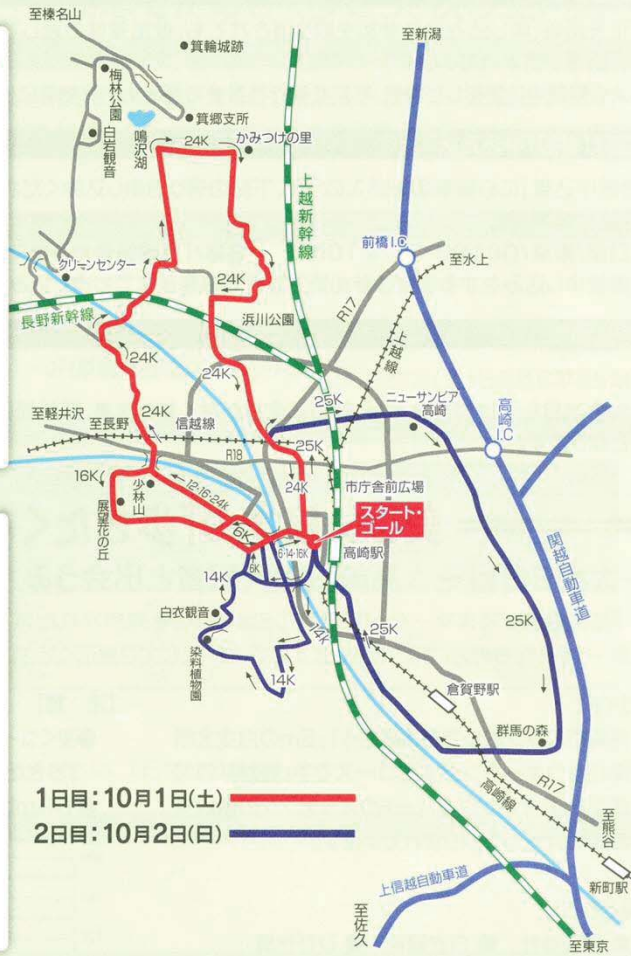 至榛名山
箕輪城跡
至新潟
梅林公園
白岩観音
鳴沢湖
箕郷支所
24K
かみつけの里
上越新幹線
前橋I.C
至水上
クリーンセンター
24K
浜川公園
R17
上越線
長野新幹線
24K
24K
25K
ニューサンピア
高崎
高崎
I.C
至軽井沢
至長野
24K
信越線
25K
R18
24K
市庁舎前広場
16K
少林山
12・16・24K
スタート・
ゴール
展望花の丘
6K
6・14・16K
高崎駅
関越自動車道
6K
14K
白衣観音
14K
25K
25K
染料植物園
14K
倉賀野駅
群馬の森
1日目:10月1日(土)
2日目:10月2日(日)
高崎線
R17
至熊谷
新町駅
上信越自動車道
至佐久
至東京